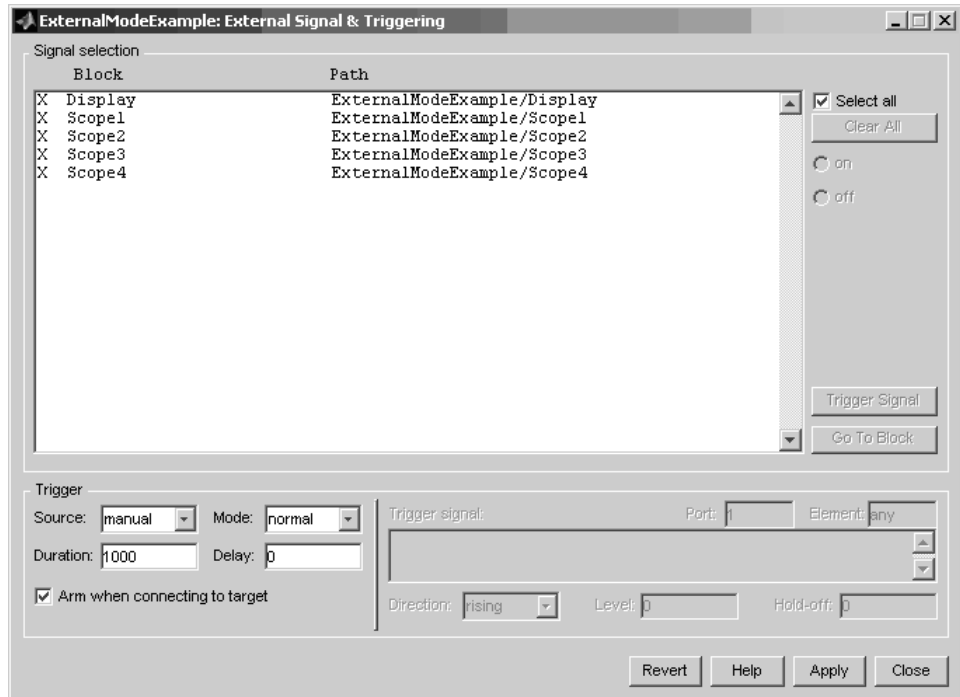 ExternalModeExample: External Signal & Triggering
Signal selection
Block Path
X Display ExternalModeExample/Display
X Scope1 ExternalModeExample/Scope1
X Scope2 ExternalModeExample/Scope2
X Scope3 ExternalModeExample/Scope3
X Scope4 ExternalModeExample/Scope4
Select all
Clear All
on
off
Trigger Signal
Go To Block
Trigger
Source: manual Mode: normal
Duration: 1000 Delay: 0
Arm when connecting to target
Trigger signal: Port: 1 Element: any
Direction: rising Level: 0 Hold-off: 0
Revert Help Apply Close